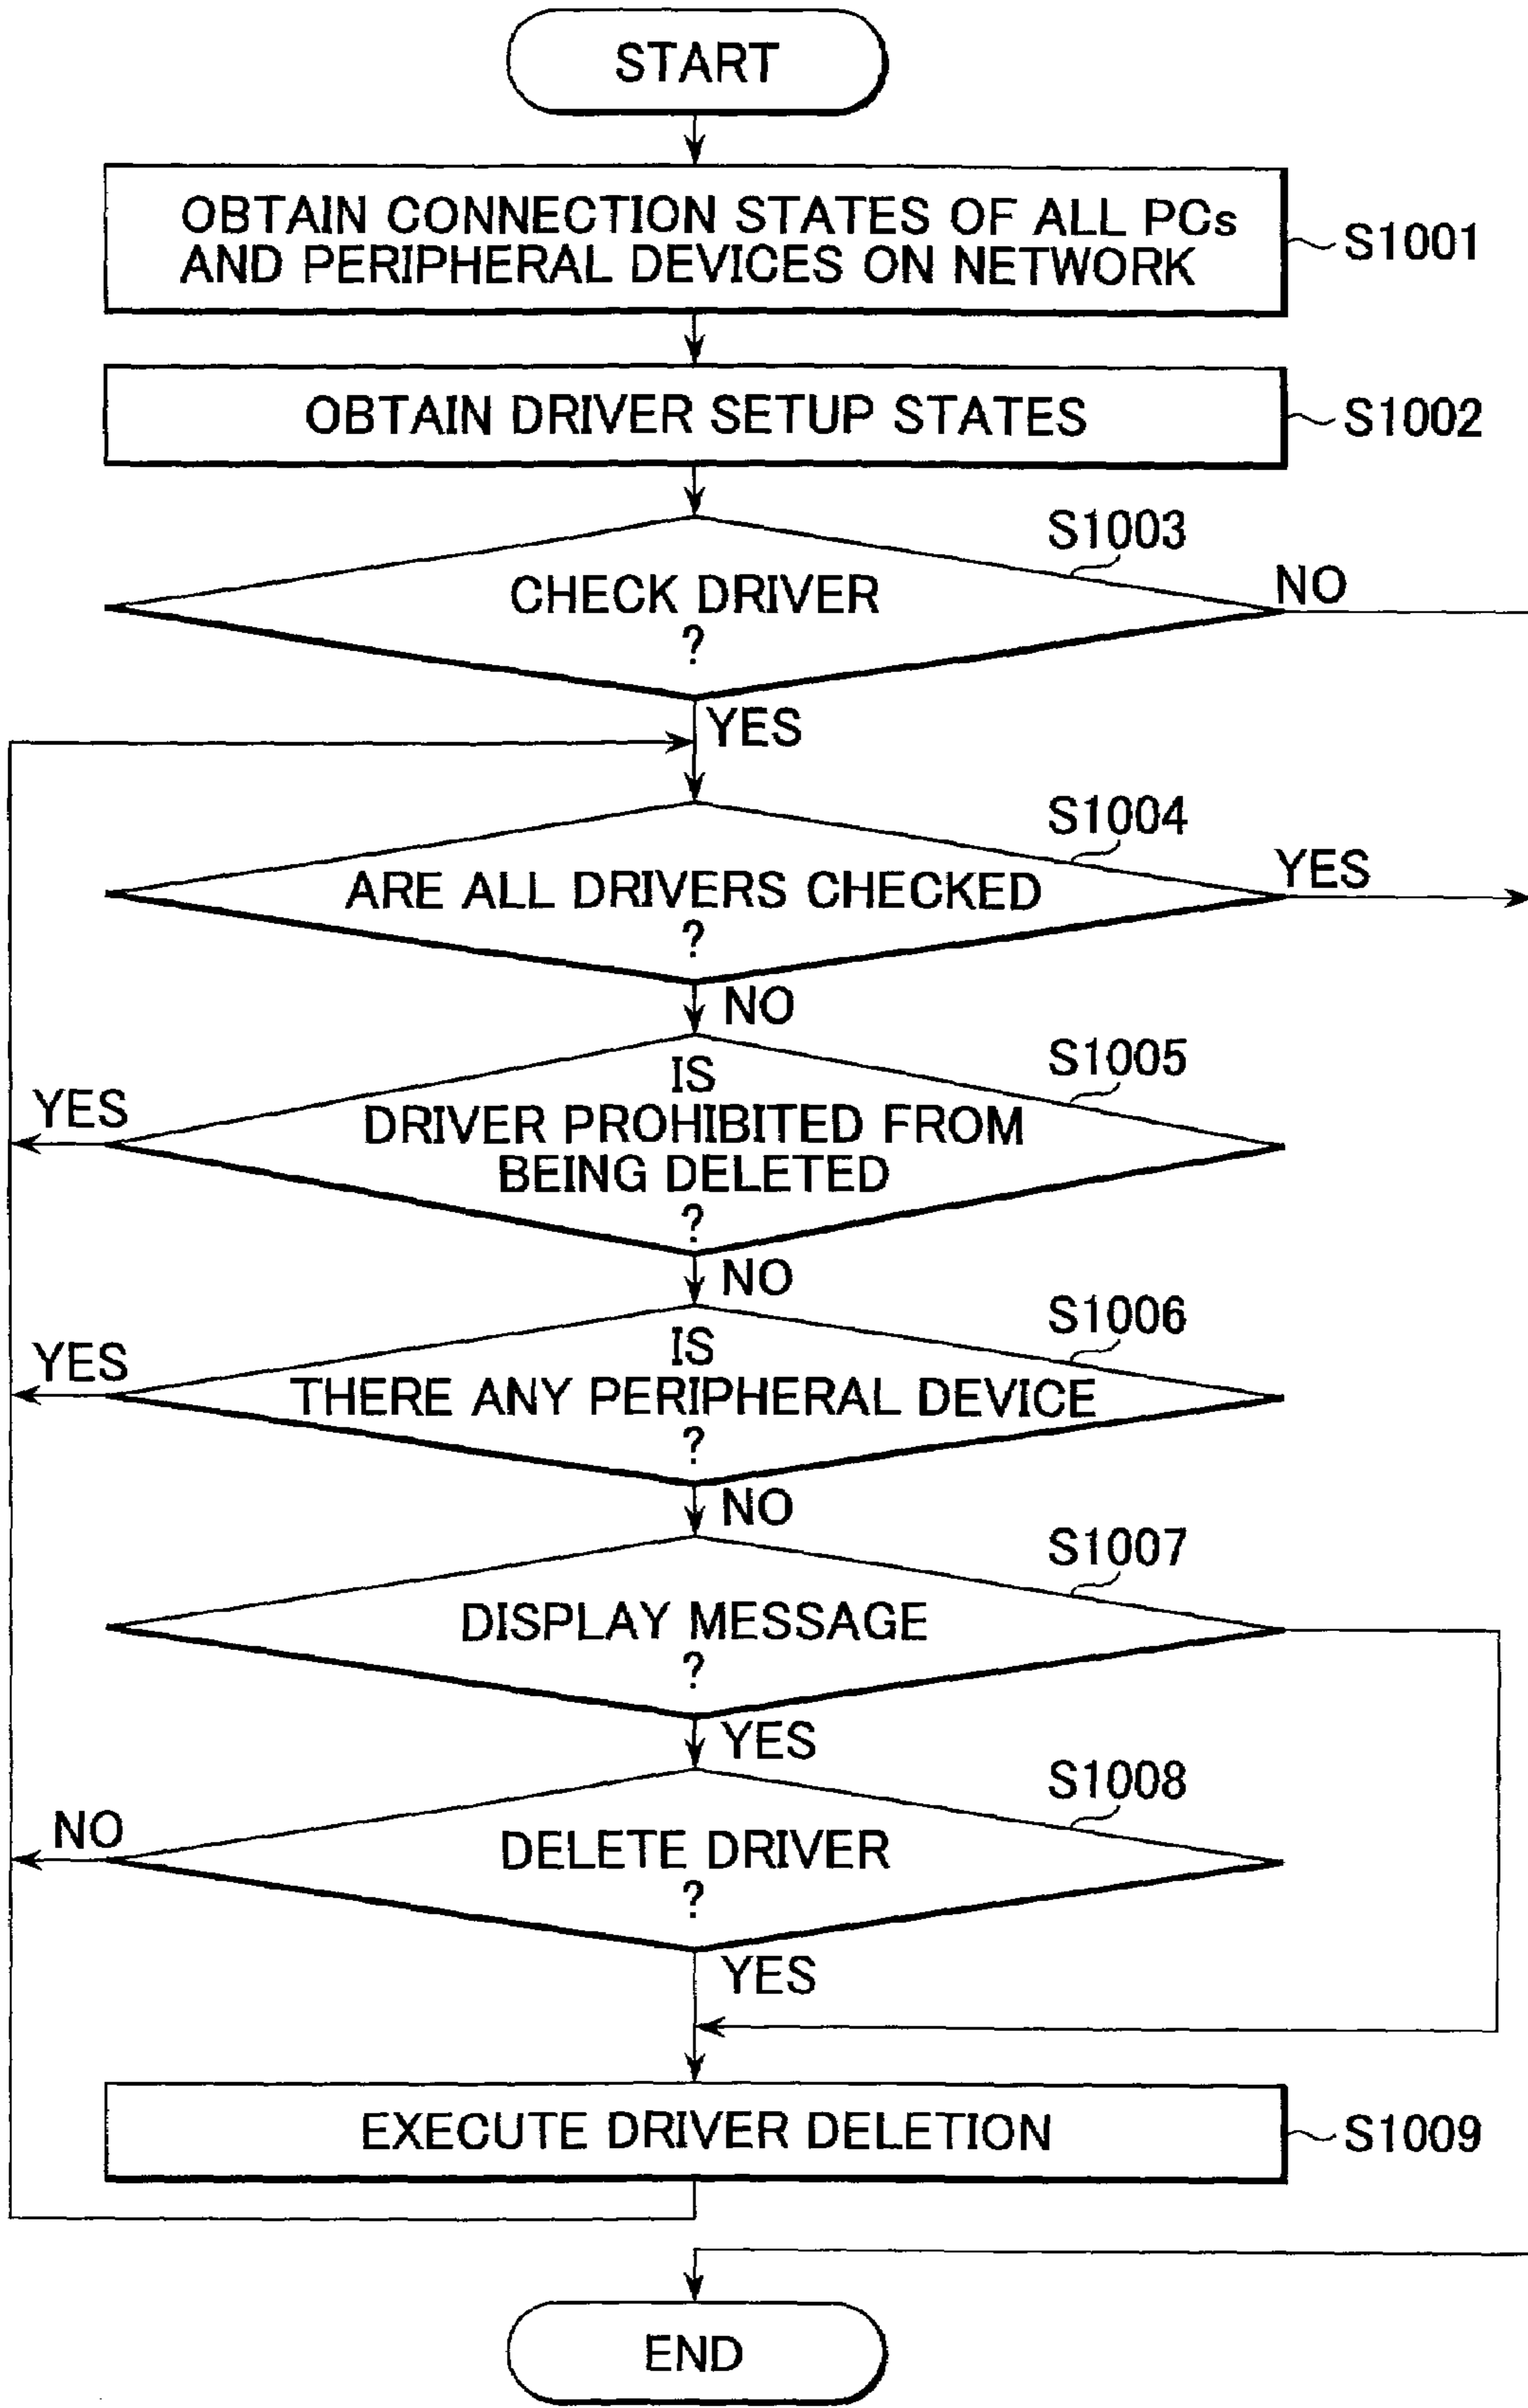 START
OBTAIN CONNECTION STATES OF ALL PCs
AND PERIPHERAL DEVICES ON NETWORK
S1001
OBTAIN DRIVER SETUP STATES
S1002
S1003
CHECK DRIVER
?
NO
YES
S1004
ARE ALL DRIVERS CHECKED
?
YES
NO
S1005
IS
DRIVER PROHIBITED FROM
BEING DELETED
?
YES
NO
S1006
IS
THERE ANY PERIPHERAL DEVICE
?
YES
NO
S1007
DISPLAY MESSAGE
?
YES
S1008
DELETE DRIVER
?
NO
YES
EXECUTE DRIVER DELETION
S1009
END